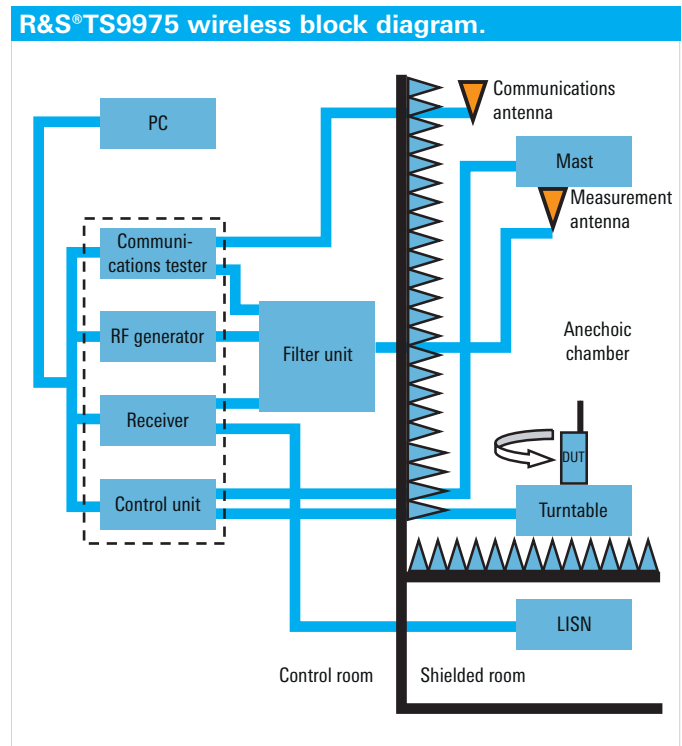 R&S®TS9975 wireless block diagram.
Communications
antenna
PC
Mast
Measurement
antenna
Communi-
cations tester
RF generator
Filter unit
Anechoic
chamber
Receiver
DUT
Control unit
Turntable
LISN
Control room
Shielded room